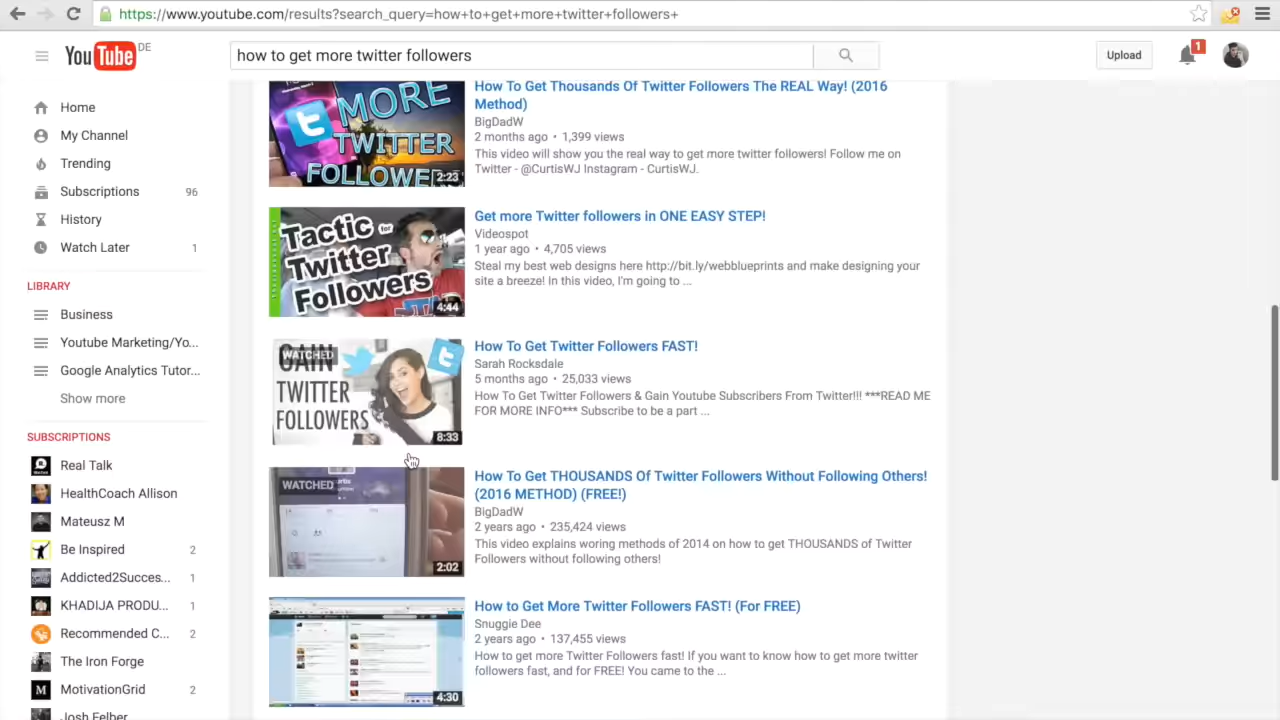 https://www.youtube.com/results?search_query=how+to+get+more+twitter+followers+
YouTube DE
how to get more twitter followers
Upload
1
Home
My Channel
Trending
Subscriptions 96
History
Watch Later 1
LIBRARY
Business
Youtube Marketing/Yo...
Google Analytics Tutor...
Show more
SUBSCRIPTIONS
Real Talk
HealthCoach Allison
Mateusz M
Be Inspired 2
Addicted2Succes... 1
KHADIJA PRODU... 1
recommended C... 2
The Iron Forge
M MotivationGrid 2
Josh Felber
MORE
TWITTER
FOLLOWER
2:23
How To Get Thousands Of Twitter Followers The REAL Way! (2016
Method)
BigDadW
2 months ago • 1,399 views
This video will show you the real way to get more twitter followers! Follow me on
Twitter - @CurtisWJ Instagram - CurtisWJ.
Tactic for
Twitter
Followers
4:44
Get more Twitter followers in ONE EASY STEP!
Videospot
1 year ago • 4,705 views
Steal my best web designs here http://bit.ly/webblueprints and make designing your
site a breeze! In this video, I'm going to ...
WATCHED
GAIN
TWITTER
FOLLOWERS
8:33
How To Get Twitter Followers FAST!
Sarah Rocksdale
5 months ago • 25,033 views
How To Get Twitter Followers & Gain Youtube Subscribers From Twitter!!! ***READ ME
FOR MORE INFO*** Subscribe to be a part ...
WATCHED
2:02
How To Get THOUSANDS Of Twitter Followers Without Following Others!
(2016 METHOD) (FREE!)
BigDadW
2 years ago • 235,424 views
This video explains woring methods of 2014 on how to get THOUSANDS of Twitter
Followers without following others!
4:30
How to Get More Twitter Followers FAST! (For FREE)
Snuggie Dee
2 years ago • 137,455 views
How to get more Twitter Followers fast! If you want to know how to get more twitter
followers fast, and for FREE! You came to the ...